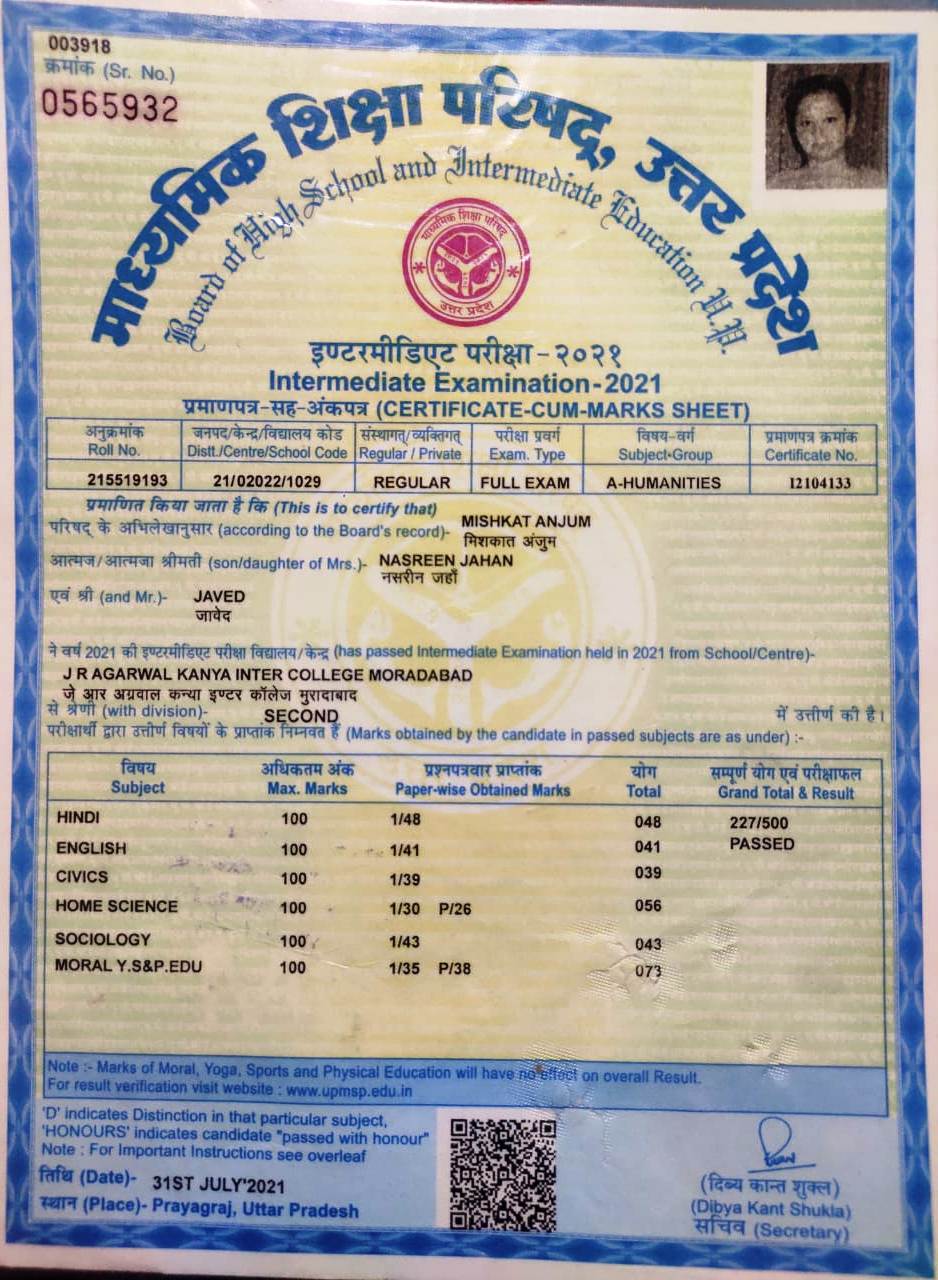 003918
क्रमांक (Sr. No.)
0565932
माध्यमिक शिक्षा परिषद्, उत्तर प्रदेश
Board of High School and Intermediate Education U.P.
माध्यमिक शिक्षा परिषद्
उत्तर प्रदेश
इण्टरमीडिएट परीक्षा - २०२१
Intermediate Examination - 2021
प्रमाणपत्र-सह-अंकपत्र (CERTIFICATE-CUM-MARKS SHEET)
अनुक्रमांक जनपद/केन्द्र/विद्यालय कोड संस्थागत्/व्यक्तिगत् परीक्षा प्रवर्ग विषय-वर्ग प्रमाणपत्र क्रमांक
Roll No. Distt./Centre/School Code Regular / Private Exam. Type Subject-Group Certificate No.
215519193 21/02022/1029 REGULAR FULL EXAM A-HUMANITIES 12104133
प्रमाणित किया जाता है कि (This is to certify that)
परिषद् के अभिलेखानुसार (according to the Board's record)- MISHKAT ANJUM
मिशकात अंजुम
आत्मज/आत्मजा श्रीमती (son/daughter of Mrs.)- NASREEN JAHAN
नसरीन जहाँ
एवं श्री (and Mr.)- JAVED
जावेद
ने वर्ष 2021 की इण्टरमीडिएट परीक्षा विद्यालय/केन्द्र (has passed Intermediate Examination held in 2021 from School/Centre)-
J R AGARWAL KANYA INTER COLLEGE MORADABAD
जे आर अग्रवाल कन्या इण्टर कॉलेज मुरादाबाद
से श्रेणी (with division)- SECOND में उत्तीर्ण की है।
परीक्षार्थी द्वारा उत्तीर्ण विषयों के प्राप्तांक निम्नवत हैं (Marks obtained by the candidate in passed subjects are as under) :-
विषय अधिकतम अंक प्रश्नपत्रवार प्राप्तांक योग सम्पूर्ण योग एवं परीक्षाफल
Subject Max. Marks Paper-wise Obtained Marks Total Grand Total & Result
HINDI 100 1/48 048 227/500
ENGLISH 100 1/41 041 PASSED
CIVICS 100 1/39 039
HOME SCIENCE 100 1/30 P/26 056
SOCIOLOGY 100 1/43 043
MORAL Y.S&P.EDU 100 1/35 P/38 073
Note :- Marks of Moral, Yoga, Sports and Physical Education will have no effect on overall Result.
For result verification visit website : www.upmsp.edu.in
'D' indicates Distinction in that particular subject,
'HONOURS' indicates candidate "passed with honour"
Note : For Important Instructions see overleaf
तिथि (Date)- 31ST JULY'2021
स्थान (Place)- Prayagraj, Uttar Pradesh
(दिब्य कान्त शुक्ल)
(Dibya Kant Shukla)
सचिव (Secretary)